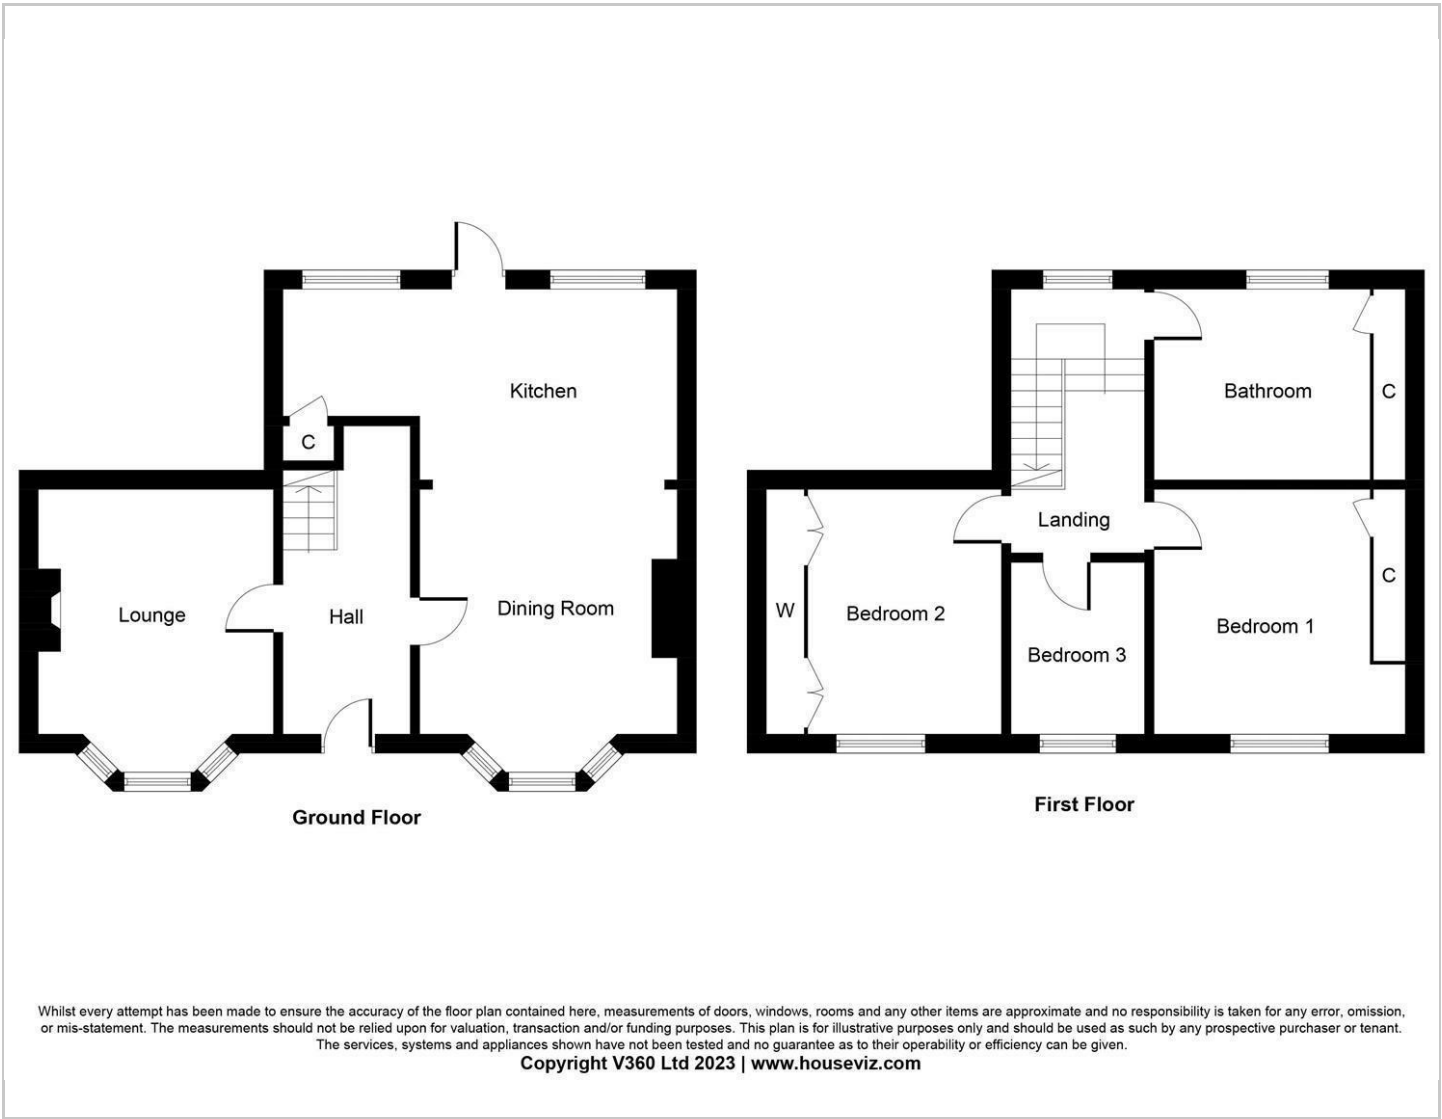 Kitchen
C
Lounge
Hall
Dining Room
Ground Floor
Bathroom
C
Landing
C
W
Bedroom 2
Bedroom 3
Bedroom 1
First Floor
Whilst every attempt has been made to ensure the accuracy of the floor plan contained here, measurements of doors, windows, rooms and any other items are approximate and no responsibility is taken for any error, omission,
or mis-statement. The measurements should not be relied upon for valuation, transaction and/or funding purposes. This plan is for illustrative purposes only and should be used as such by any prospective purchaser or tenant.
The services, systems and appliances shown have not been tested and no guarantee as to their operability or efficiency can be given.
Copyright V360 Ltd 2023 | www.houseviz.com